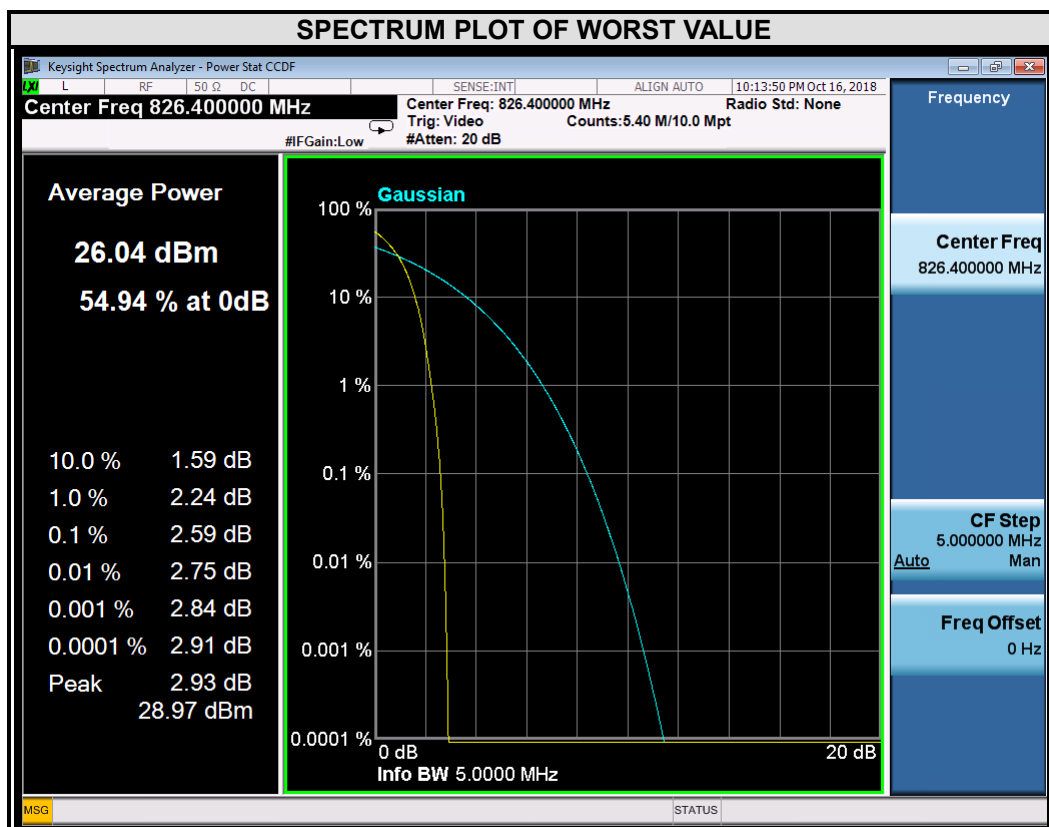 SPECTRUM PLOT OF WORST VALUE
Keysight Spectrum Analyzer - Power Stat CCDF
LXI L RF 50 Ω DC SENSE:INT ALIGN AUTO 10:13:50 PM Oct 16, 2018
Center Freq 826.400000 MHz
#IFGain:Low
Center Freq: 826.400000 MHz Radio Std: None
Trig: Video Counts:5.40 M/10.0 Mpt
#Atten: 20 dB
Average Power
26.04 dBm
54.94 % at 0dB
10.0 % 1.59 dB
1.0 % 2.24 dB
0.1 % 2.59 dB
0.01 % 2.75 dB
0.001 % 2.84 dB
0.0001 % 2.91 dB
Peak 2.93 dB
28.97 dBm
Gaussian
100 %
10 %
1 %
0.1 %
0.01 %
0.001 %
0.0001 %
0 dB 20 dB
Info BW 5.0000 MHz
Frequency
Center Freq
826.400000 MHz
CF Step
5.000000 MHz
Auto Man
Freq Offset
0 Hz
MSG STATUS